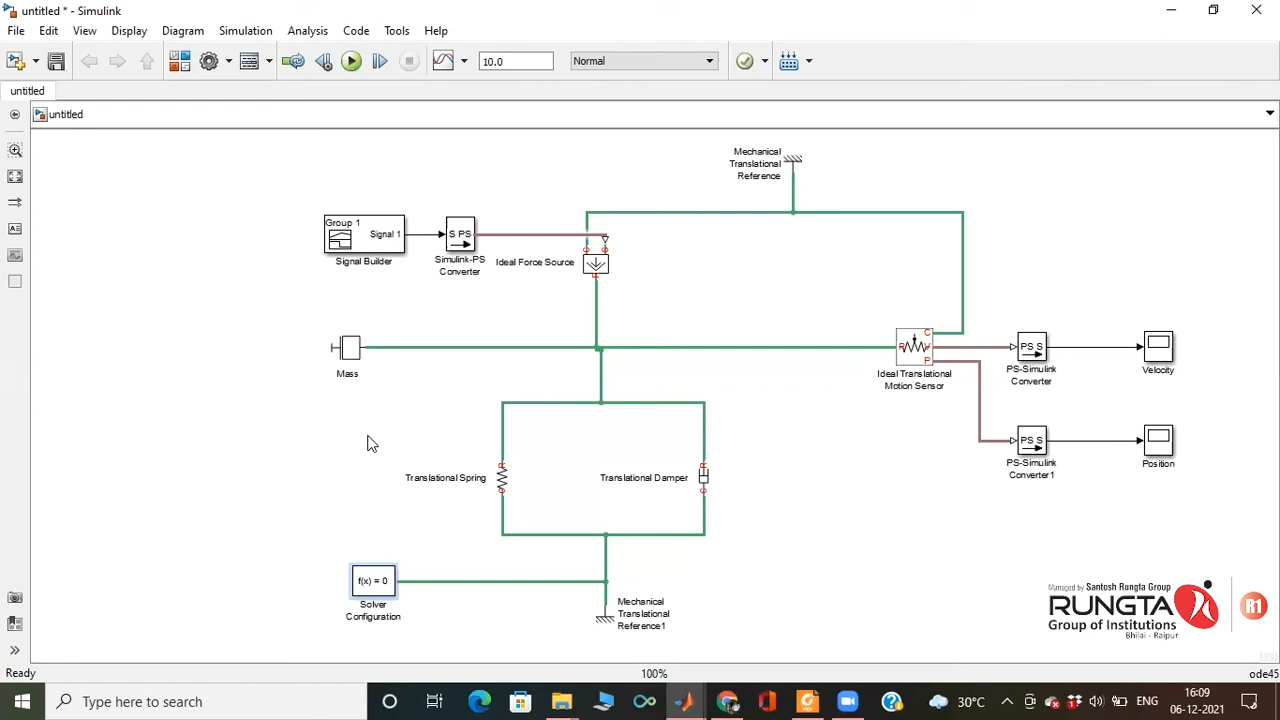 untitled * - Simulink
File Edit View Display Diagram Simulation Analysis Code Tools Help
10.0
Normal
untitled
untitled
Mechanical
Translational
Reference
Group 1
Signal 1
Signal Builder
S PS
Simulink-PS
Converter
Ideal Force Source
C
S
R
Mass
R
C
V
P
Ideal Translational
Motion Sensor
PS S
PS-Simulink
Converter
Velocity
PS S
PS-Simulink
Converter1
Position
Translational Spring
R
C
Translational Damper
R
C
f(x) = 0
Solver
Configuration
Mechanical
Translational
Reference1
Managed by Santosh Rungta Group
RUNGTA
Group of Institutions
Bhilai - Raipur
R1
Ready
100%
ode45
Type here to search
30°C
ENG
16:09
06-12-2021